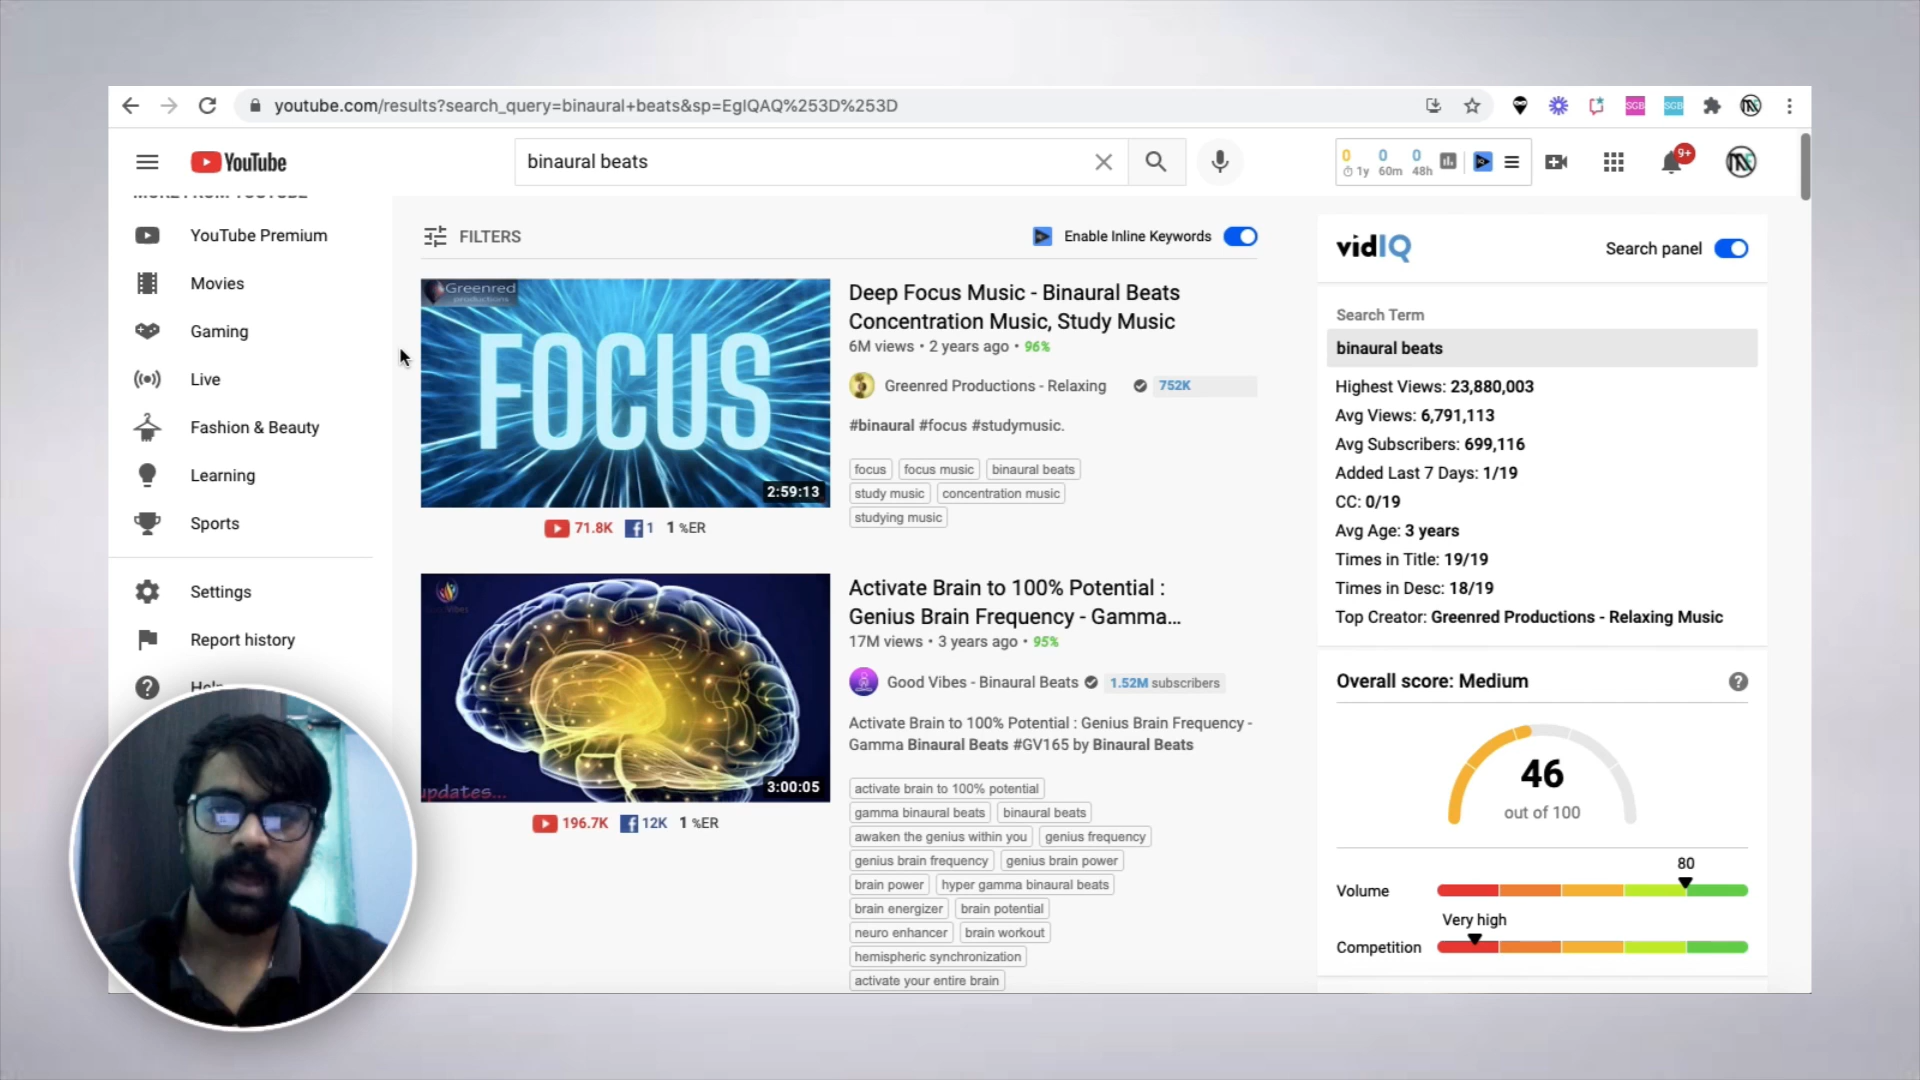 youtube.com/results?search_query=binaural+beats&sp=EgIQAQ%253D%253D
SGB
SGB
YouTube
binaural beats
0 0 0
1y 60m 48h
9+
MORE FROM YOUTUBE
YouTube Premium
Movies
Gaming
Live
Fashion & Beauty
Learning
Sports
Settings
Report history
Help
FILTERS
Enable Inline Keywords
Greenred
productions
FOCUS
2:59:13
71.8K 1 1 %ER
Deep Focus Music - Binaural Beats
Concentration Music, Study Music
6M views • 2 years ago • 96%
Greenred Productions - Relaxing 752K
#binaural #focus #studymusic.
focus focus music binaural beats
study music concentration music
studying music
updates...
3:00:05
196.7K 12K 1 %ER
Activate Brain to 100% Potential :
Genius Brain Frequency - Gamma...
17M views • 3 years ago • 95%
Good Vibes - Binaural Beats 1.52M subscribers
Activate Brain to 100% Potential : Genius Brain Frequency -
Gamma Binaural Beats #GV165 by Binaural Beats
activate brain to 100% potential
gamma binaural beats binaural beats
awaken the genius within you genius frequency
genius brain frequency genius brain power
brain power hyper gamma binaural beats
brain energizer brain potential
neuro enhancer brain workout
hemispheric synchronization
activate your entire brain
vidIQ
Search panel
Search Term
binaural beats
Highest Views: 23,880,003
Avg Views: 6,791,113
Avg Subscribers: 699,116
Added Last 7 Days: 1/19
CC: 0/19
Avg Age: 3 years
Times in Title: 19/19
Times in Desc: 18/19
Top Creator: Greenred Productions - Relaxing Music
Overall score: Medium
46
out of 100
80
Volume
Very high
Competition